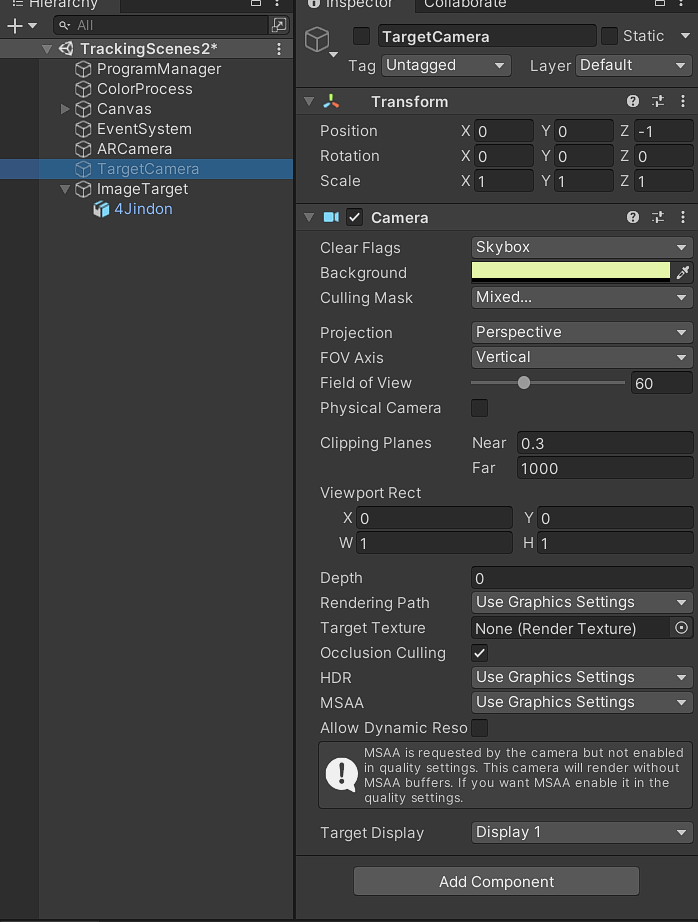 Hierarchy
All
TrackingScenes2*
ProgramManager
ColorProcess
Canvas
EventSystem
ARCamera
TargetCamera
ImageTarget
4Jindon
Inspector
Collaborate
TargetCamera
Static
Tag Untagged Layer Default
Transform
Position X 0 Y 0 Z -1
Rotation X 0 Y 0 Z 0
Scale X 1 Y 1 Z 1
Camera
Clear Flags Skybox
Background
Culling Mask Mixed...
Projection Perspective
FOV Axis Vertical
Field of View 60
Physical Camera
Clipping Planes Near 0.3
Far 1000
Viewport Rect
X 0 Y 0
W 1 H 1
Depth 0
Rendering Path Use Graphics Settings
Target Texture None (Render Texture)
Occlusion Culling
HDR Use Graphics Settings
MSAA Use Graphics Settings
Allow Dynamic Reso
MSAA is requested by the camera but not enabled
in quality settings. This camera will render without
MSAA buffers. If you want MSAA enable it in the
quality settings.
Target Display Display 1
Add Component